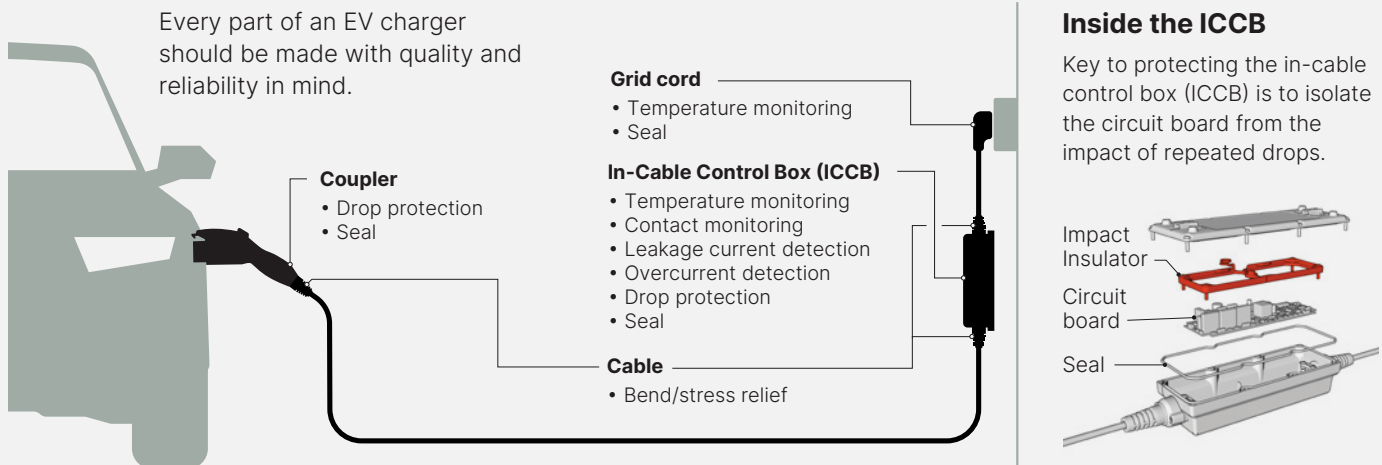 Every part of an EV charger
should be made with quality and
reliability in mind.
Coupler
• Drop protection
• Seal
Grid cord
• Temperature monitoring
• Seal
In-Cable Control Box (ICCB)
• Temperature monitoring
• Contact monitoring
• Leakage current detection
• Overcurrent detection
• Drop protection
• Seal
Cable
• Bend/stress relief
Inside the ICCB
Key to protecting the in-cable
control box (ICCB) is to isolate
the circuit board from the
impact of repeated drops.
Impact
Insulator
Circuit
board
Seal